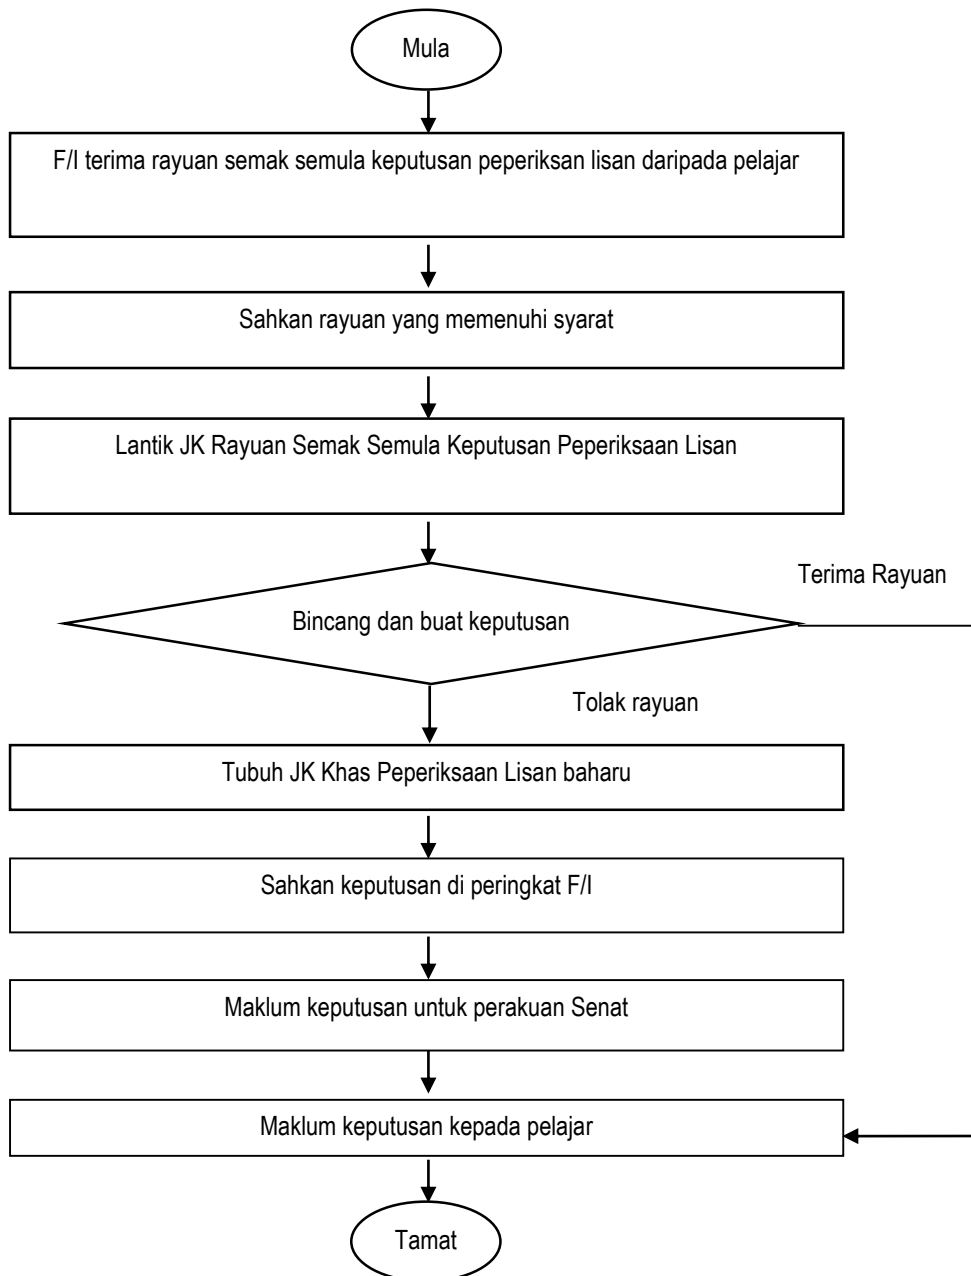 Mula
F/I terima rayuan semak semula keputusan peperiksan lisan daripada pelajar
Sahkan rayuan yang memenuhi syarat
Lantik JK Rayuan Semak Semula Keputusan Peperiksaan Lisan
Terima Rayuan
Bincang dan buat keputusan
Tolak rayuan
Tubuh JK Khas Peperiksaan Lisan baharu
Sahkan keputusan di peringkat F/I
Maklum keputusan untuk perakuan Senat
Maklum keputusan kepada pelajar
Tamat